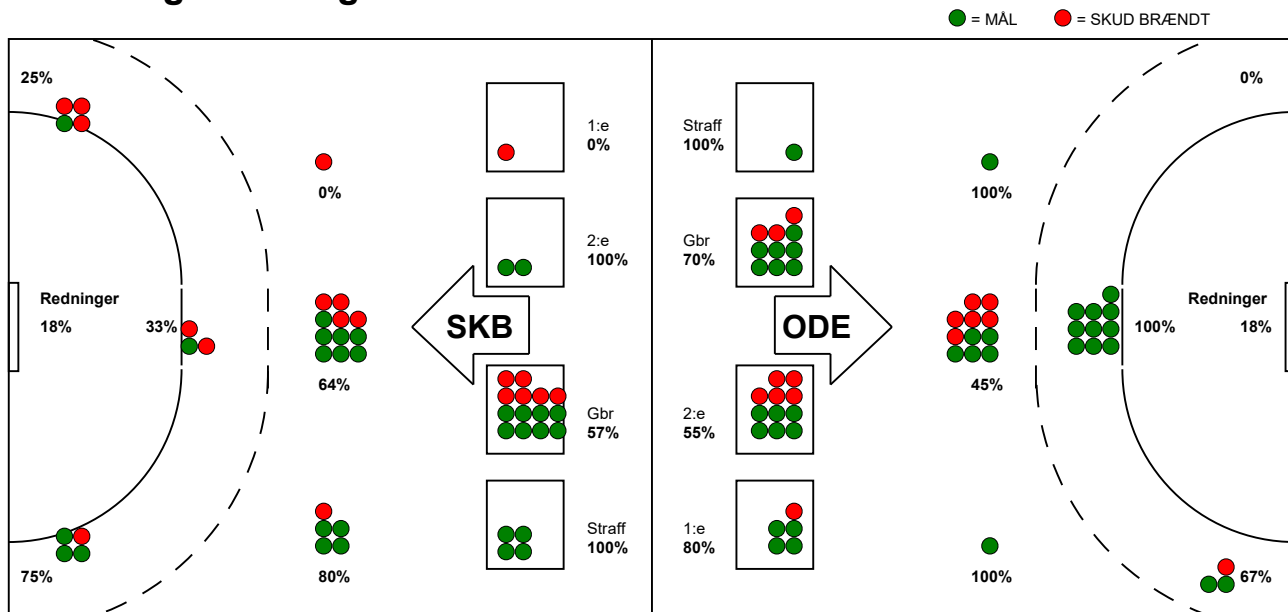 = MÅL = SKUD BRÆNDT
25% 0%
1:e
0%
Straff
100%
0% 100%
2:e
100%
Gbr
70%
Redninger
18%
33%
SKB ODE
100%
Redninger
18%
64% 45%
Gbr
57%
2:e
55%
Straff
100%
1:e
80%
75% 80% 100% 67%